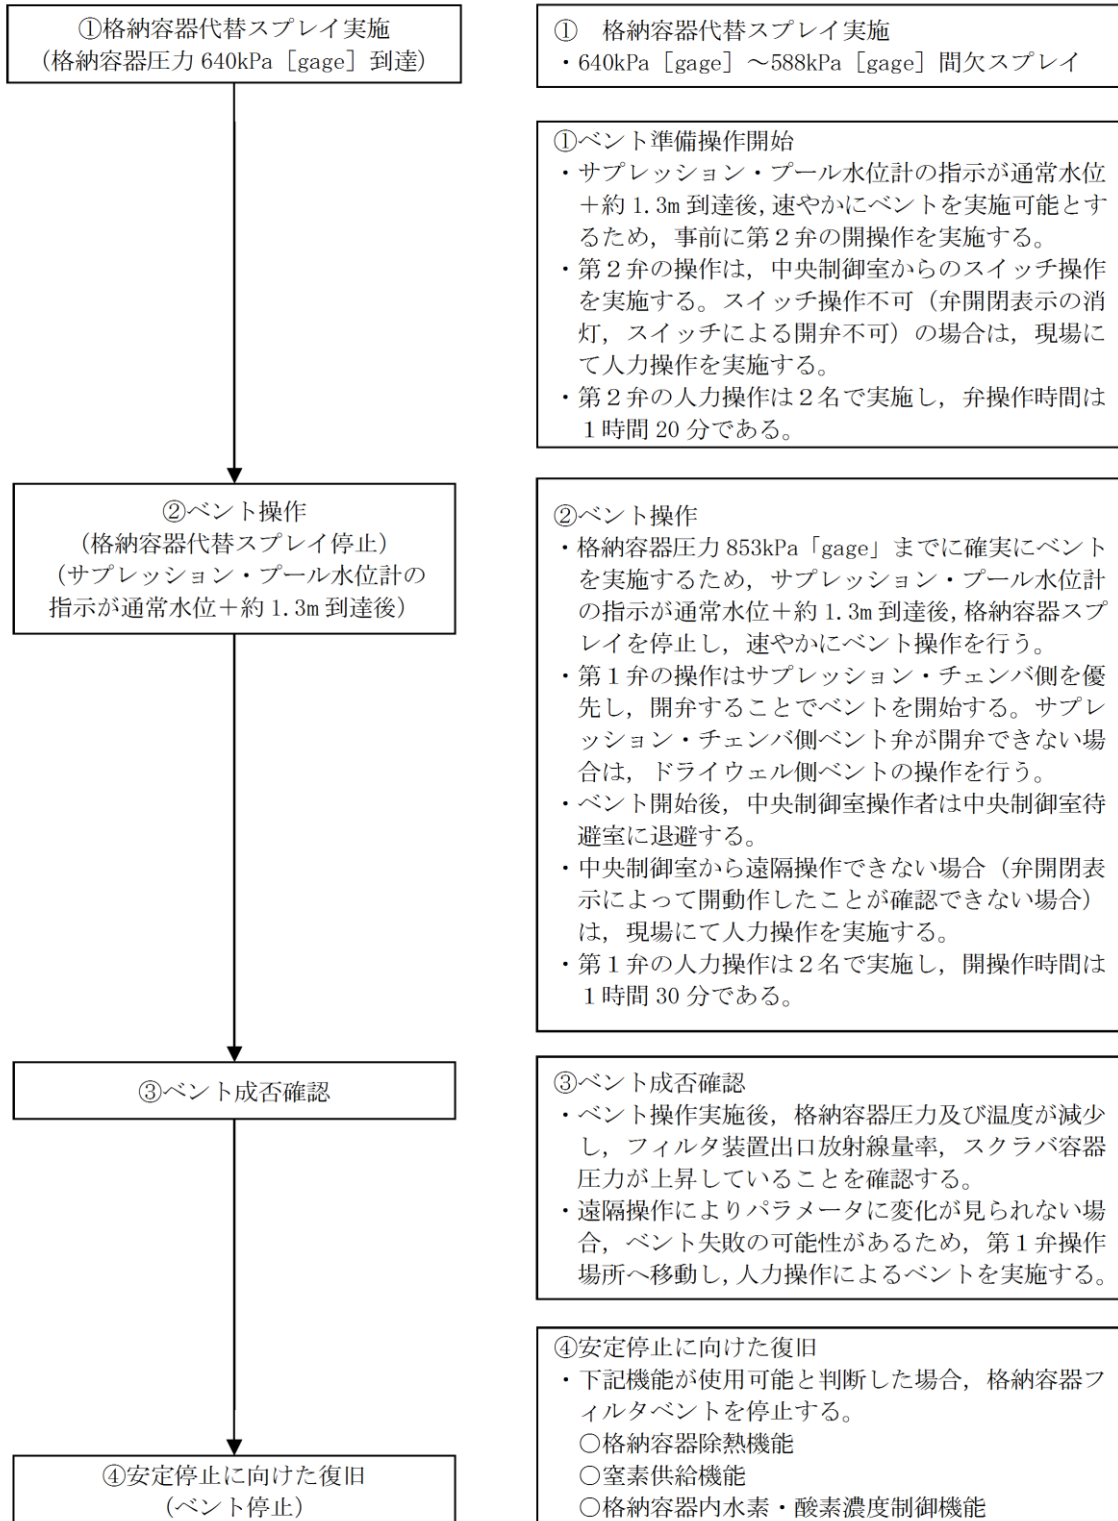 ①格納容器代替スプレイ実施
(格納容器圧力 640kPa［gage］到達)
① 格納容器代替スプレイ実施
・640kPa［gage］～588kPa［gage］間欠スプレイ
①ベント準備操作開始
・サプレッション・プール水位計の指示が通常水位
＋約 1.3m 到達後,速やかにベントを実施可能とす
るため，事前に第２弁の開操作を実施する。
・第２弁の操作は，中央制御室からのスイッチ操作
を実施する。スイッチ操作不可（弁開閉表示の消
灯，スイッチによる開弁不可）の場合は，現場に
て人力操作を実施する。
・第２弁の人力操作は２名で実施し，弁操作時間は
１時間 20 分である。
②ベント操作
（格納容器代替スプレイ停止）
（サプレッション・プール水位計の
指示が通常水位＋約 1.3m 到達後）
②ベント操作
・格納容器圧力 853kPa「gage」までに確実にベント
を実施するため，サプレッション・プール水位計
の指示が通常水位＋約 1.3m 到達後,格納容器スプ
レイを停止し，速やかにベント操作を行う。
・第１弁の操作はサプレッション・チェンバ側を優
先し，開弁することでベントを開始する。サプレ
ッション・チェンバ側ベント弁が開弁できない場
合は，ドライウェル側ベントの操作を行う。
・ベント開始後，中央制御室操作者は中央制御室待
避室に退避する。
・中央制御室から遠隔操作できない場合（弁開閉表
示によって開動作したことが確認できない場合）
は，現場にて人力操作を実施する。
・第１弁の人力操作は２名で実施し，開操作時間は
１時間 30 分である。
③ベント成否確認
③ベント成否確認
・ベント操作実施後，格納容器圧力及び温度が減少
し，フィルタ装置出口放射線量率，スクラバ容器
圧力が上昇していることを確認する。
・遠隔操作によりパラメータに変化が見られない場
合，ベント失敗の可能性があるため，第１弁操作
場所へ移動し,人力操作によるベントを実施する。
④安定停止に向けた復旧
(ベント停止)
④安定停止に向けた復旧
・下記機能が使用可能と判断した場合，格納容器フ
ィルタベントを停止する。
○格納容器除熱機能
○窒素供給機能
○格納容器内水素・酸素濃度制御機能